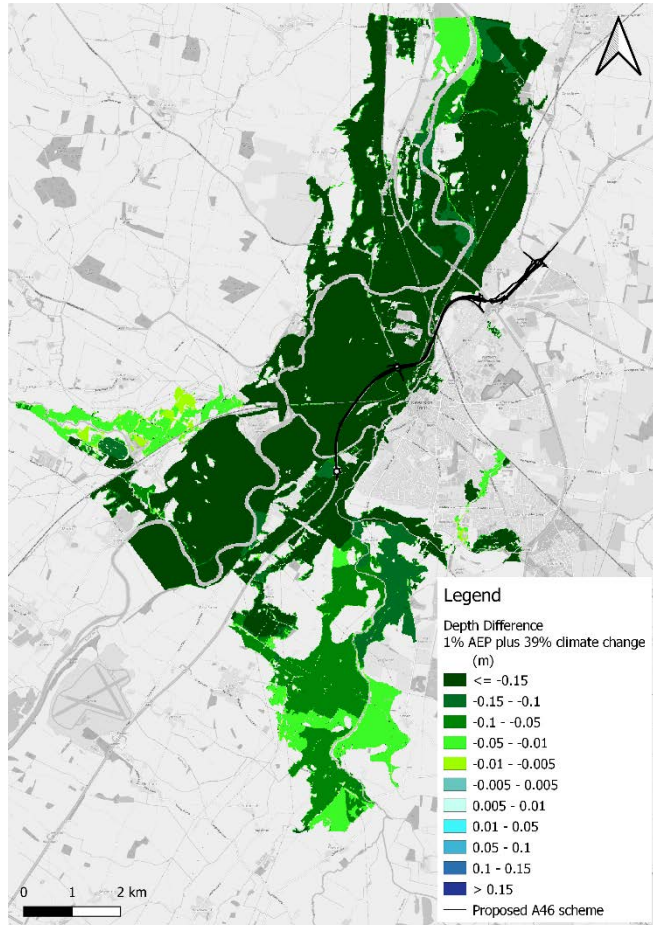 Legend
Depth Difference
1% AEP plus 39% climate change
(m)
<= -0.15
-0.15 - -0.1
-0.1 - -0.05
-0.05 - -0.01
-0.01 - -0.005
-0.005 - 0.005
0.005 - 0.01
0.01 - 0.05
0.05 - 0.1
0.1 - 0.15
> 0.15
Proposed A46 scheme
0 1 2 km